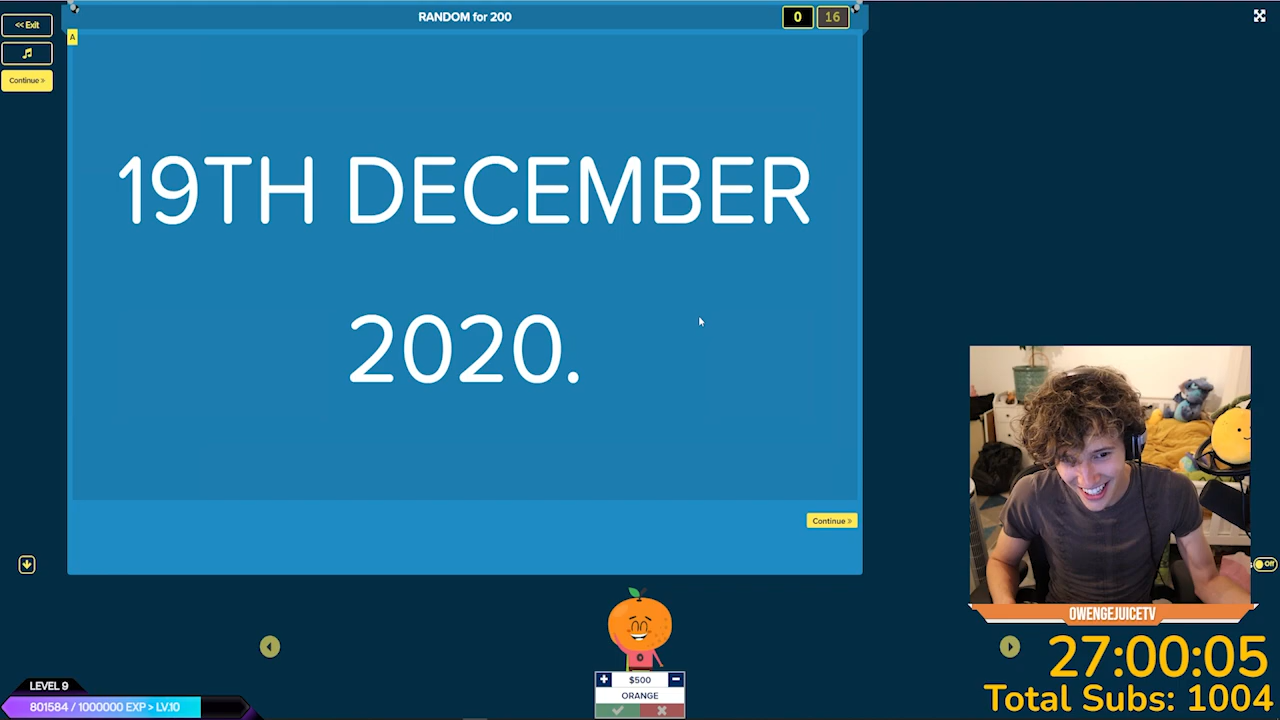 << Exit
RANDOM for 200
0
16
A
Continue »
19TH DECEMBER
2020.
Continue »
Off
OWENGEJUICETV
27:00:05
Total Subs: 1004
$500
ORANGE
LEVEL 9
801584 / 1000000 EXP > LV.10